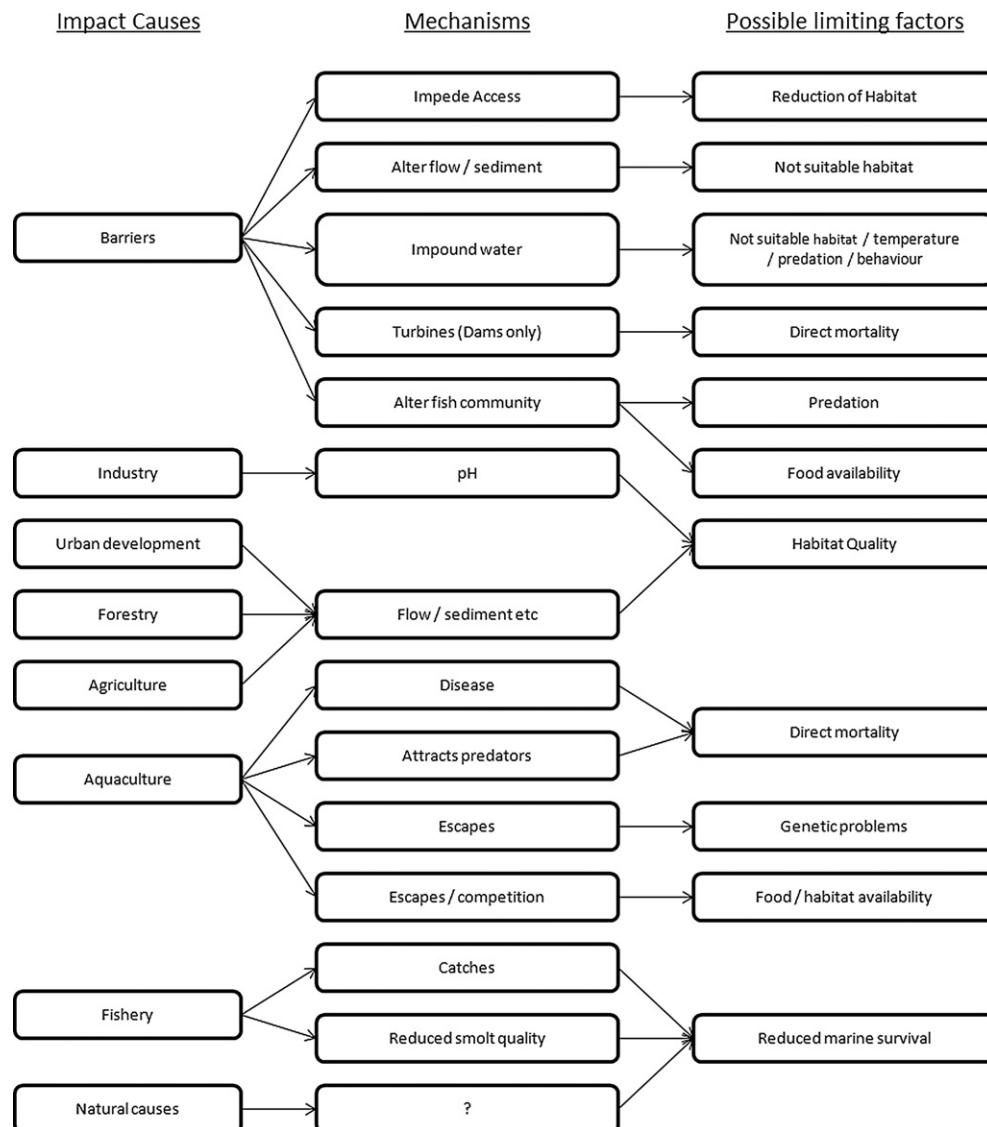 Impact Causes
Mechanisms
Possible limiting factors
Impede Access
Reduction of Habitat
Alter flow / sediment
Not suitable habitat
Barriers
Impound water
Not suitable habitat / temperature
/ predation / behaviour
Turbines (Dams only)
Direct mortality
Alter fish community
Predation
Industry
pH
Food availability
Urban development
Habitat Quality
Forestry
Flow / sediment etc
Agriculture
Disease
Direct mortality
Aquaculture
Attracts predators
Escapes
Genetic problems
Escapes / competition
Food / habitat availability
Catches
Fishery
Reduced smolt quality
Reduced marine survival
Natural causes
?